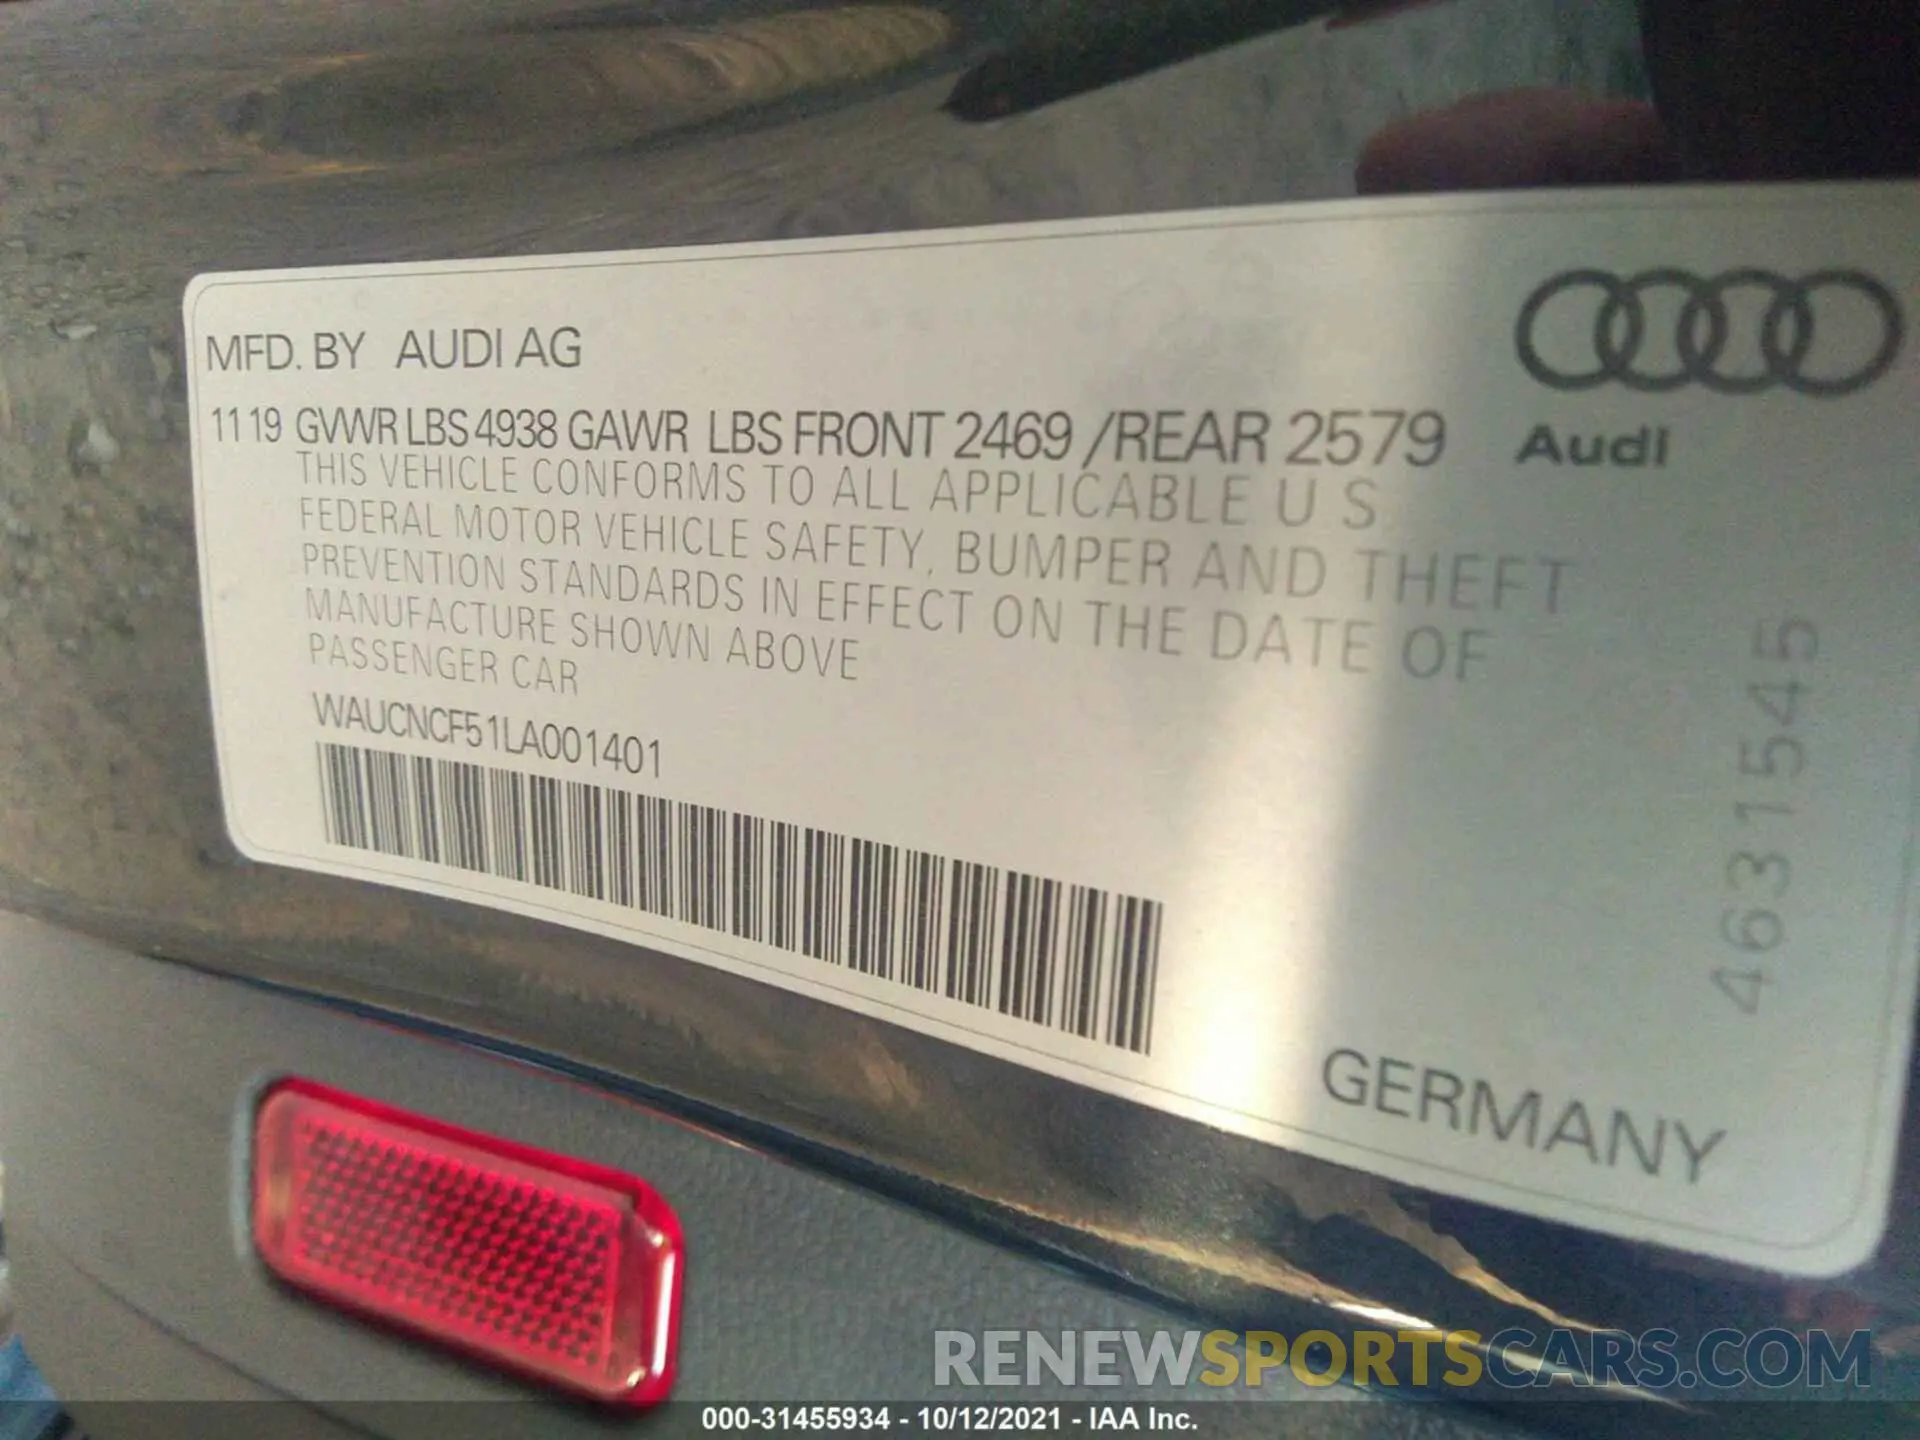 MFD. BY AUDI AG
11 19 GVWR LBS 4938 GAWR LBS FRONT 2469 /REAR 2579
Audi
THIS VEHICLE CONFORMS TO ALL APPLICABLE U S
FEDERAL MOTOR VEHICLE SAFETY, BUMPER AND THEFT
PREVENTION STANDARDS IN EFFECT ON THE DATE OF
MANUFACTURE SHOWN ABOVE
PASSENGER CAR
WAUCNCF51LA001401
4631545
GERMANY
RENEWSPORTSCARS.COM
000-31455934 - 10/12/2021 - IAA Inc.